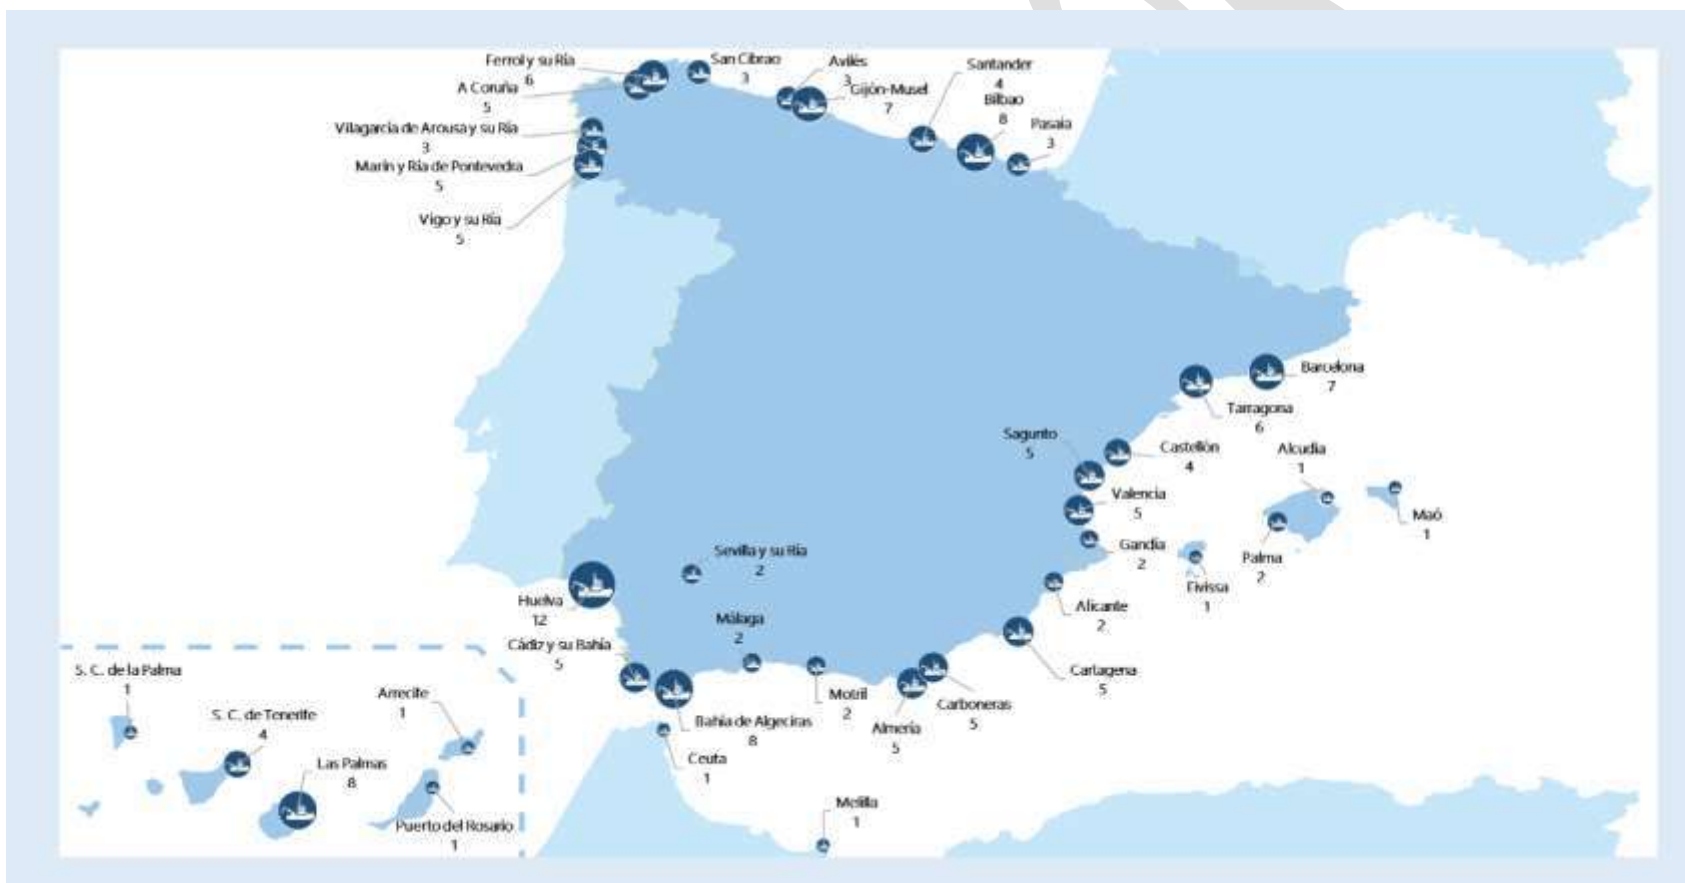 Ferrol y su Ría
6
San Cibrao
3
Avilés
3
Santander
4
A Coruña
5
Gijón-Musel
7
Bilbao
8
Pasaia
3
Vilagarcía de Arousa y su Ría
3
Marín y Ría de Pontevedra
5
Vigo y su Ría
5
Barcelona
7
Tarragona
6
Sagunto
5
Castellón
4
Alcudia
1
Valencia
5
Maó
1
Gandía
2
Palma
2
Eivissa
1
Sevilla y su Ría
2
Huelva
12
Alicante
2
Málaga
2
Cádiz y su Bahía
5
Cartagena
5
Motril
2
Carboneras
5
Almería
5
Bahía de Algeciras
8
Ceuta
1
Melilla
1
S. C. de la Palma
1
Arrecife
1
S. C. de Tenerife
4
Las Palmas
8
Puerto del Rosario
1